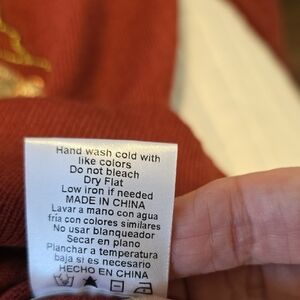 Hand wash cold with
like colors
Do not bleach
Dry Flat
Low iron if needed
MADE IN CHINA
Lavar a mano con agua
fria con colores similares
No usar blanqueador
Secar en plano
Planchar a temperatura
baja si es necesario
HECHO EN CHINA